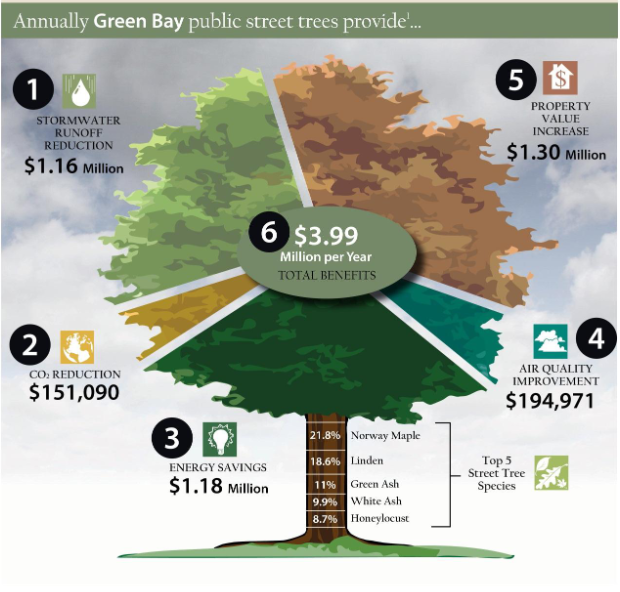 Annually Green Bay public street trees provide¹...
1
STORMWATER
RUNOFF
REDUCTION
$1.16 Million
5
PROPERTY
VALUE
INCREASE
$1.30 Million
6 $3.99
Million per Year
TOTAL BENEFITS
2
CO₂ REDUCTION
$151,090
4
AIR QUALITY
IMPROVEMENT
$194,971
3
ENERGY SAVINGS
$1.18 Million
21.8% Norway Maple
18.6% Linden
11% Green Ash
9.9% White Ash
8.7% Honeylocust
Top 5
Street Tree
Species
$